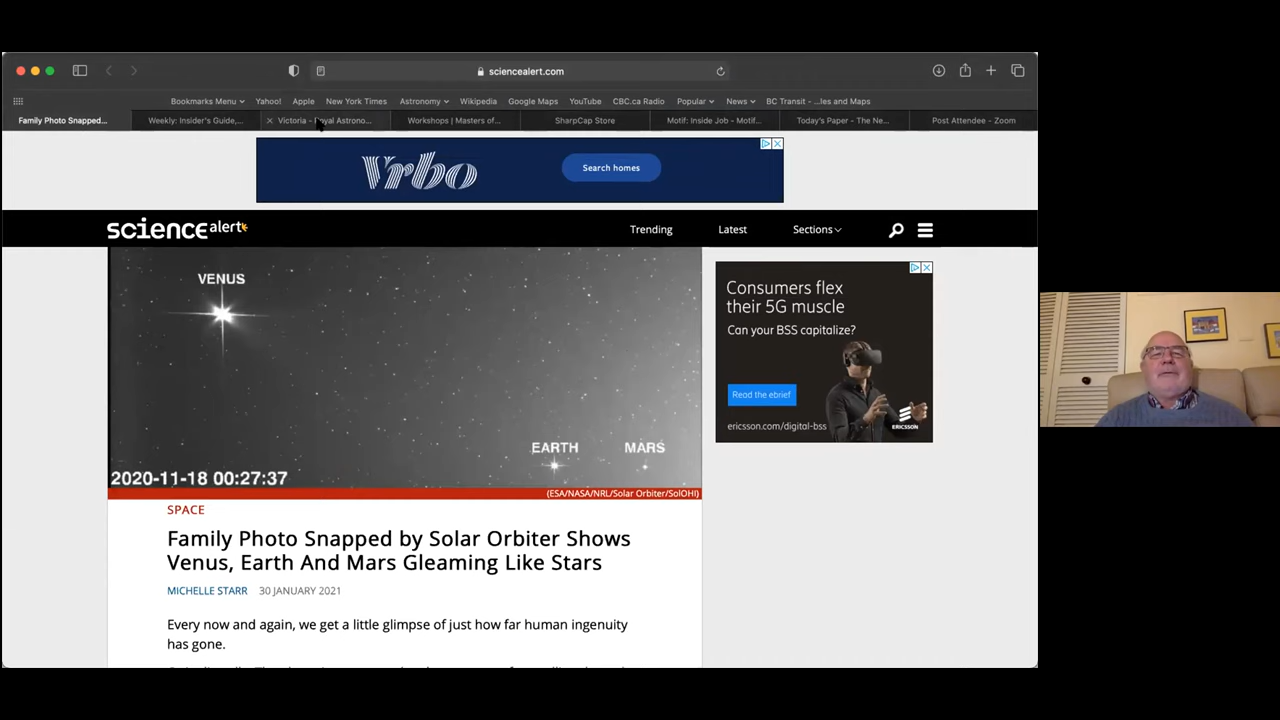 sciencealert.com
Bookmarks Menu Yahoo! Apple New York Times Astronomy Wikipedia Google Maps YouTube CBC.ca Radio Popular News BC Transit - ...les and Maps
Family Photo Snapped... Weekly: Insider's Guide,... Victoria - Royal Astrono... Workshops | Masters of... SharpCap Store Motif: Inside Job - Motif... Today's Paper - The Ne... Post Attendee - Zoom
Vrbo
Search homes
science alert
Trending Latest Sections
VENUS
EARTH MARS
2020-11-18 00:27:37
(ESA/NASA/NRL/Solar Orbiter/SolOHI)
Consumers flex
their 5G muscle
Can your BSS capitalize?
Read the ebrief
ericsson.com/digital-bss
ERICSSON
SPACE
Family Photo Snapped by Solar Orbiter Shows
Venus, Earth And Mars Gleaming Like Stars
MICHELLE STARR 30 JANUARY 2021
Every now and again, we get a little glimpse of just how far human ingenuity
has gone.